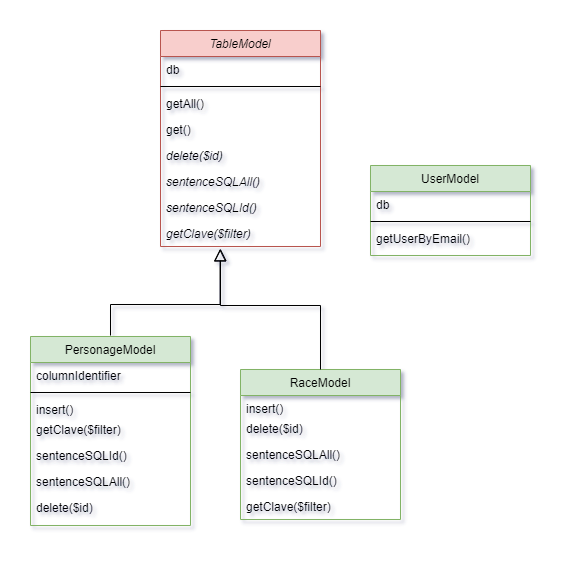 TableModel
db
getAll()
get()
delete($id)
sentenceSQLAll()
sentenceSQLId()
getClave($filter)
UserModel
db
getUserByEmail()
PersonageModel
columnIdentifier
insert()
getClave($filter)
sentenceSQLId()
sentenceSQLAll()
delete($id)
RaceModel
insert()
delete($id)
sentenceSQLAll()
sentenceSQLId()
getClave($filter)